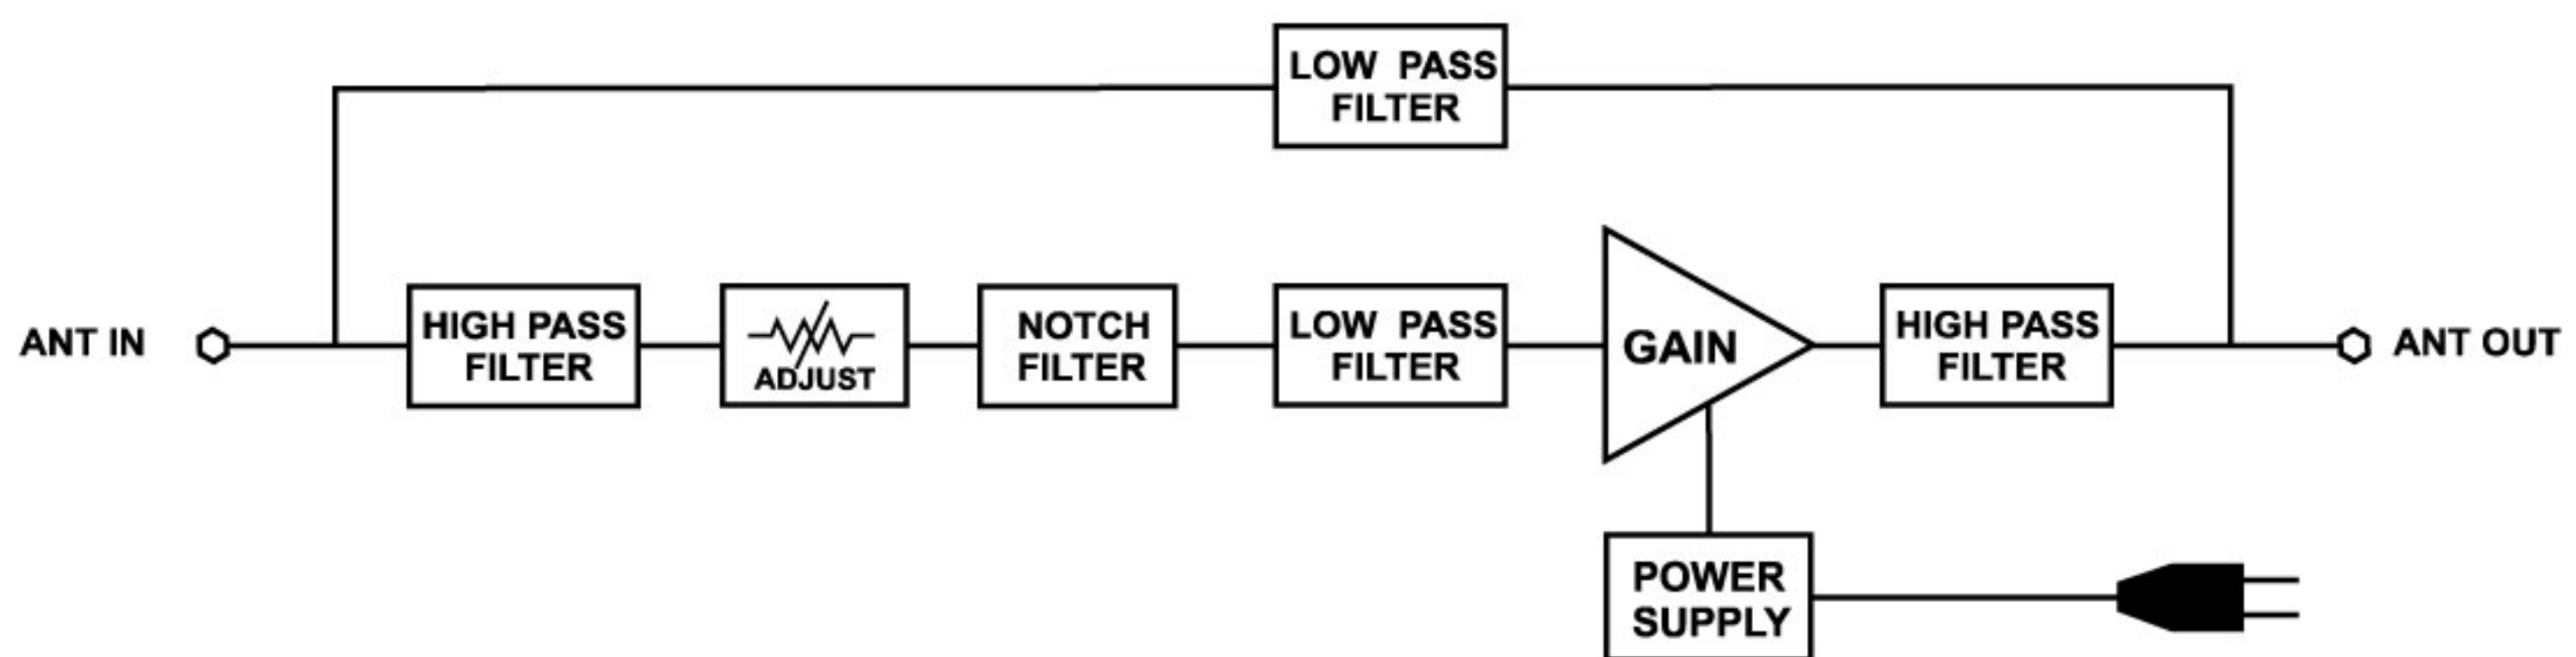 LOW PASS
FILTER
ANT IN
HIGH PASS
FILTER
ADJUST
NOTCH
FILTER
LOW PASS
FILTER
GAIN
HIGH PASS
FILTER
ANT OUT
POWER
SUPPLY